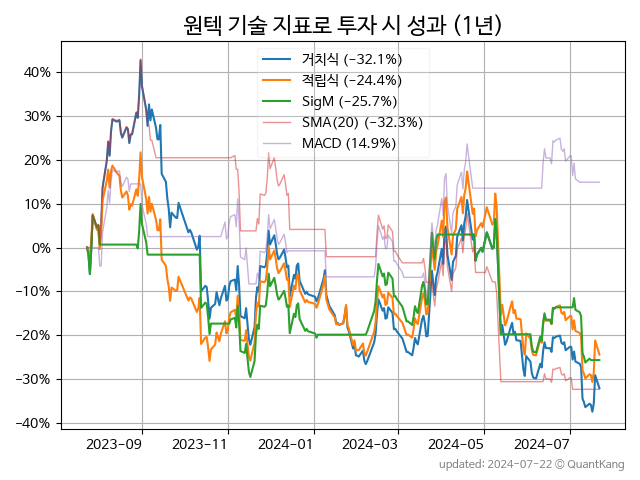 원텍 기술 지표로 투자 시 성과 (1년)
거치식 (−32.1%)
적립식 (−24.4%)
SigM (−25.7%)
SMA(20) (−32.3%)
MACD (14.9%)
40%
30%
20%
10%
0%
−10%
−20%
−30%
−40%
2023−09 2023−11 2024−01 2024−03 2024−05 2024−07
updated: 2024-07-22 © QuantKang